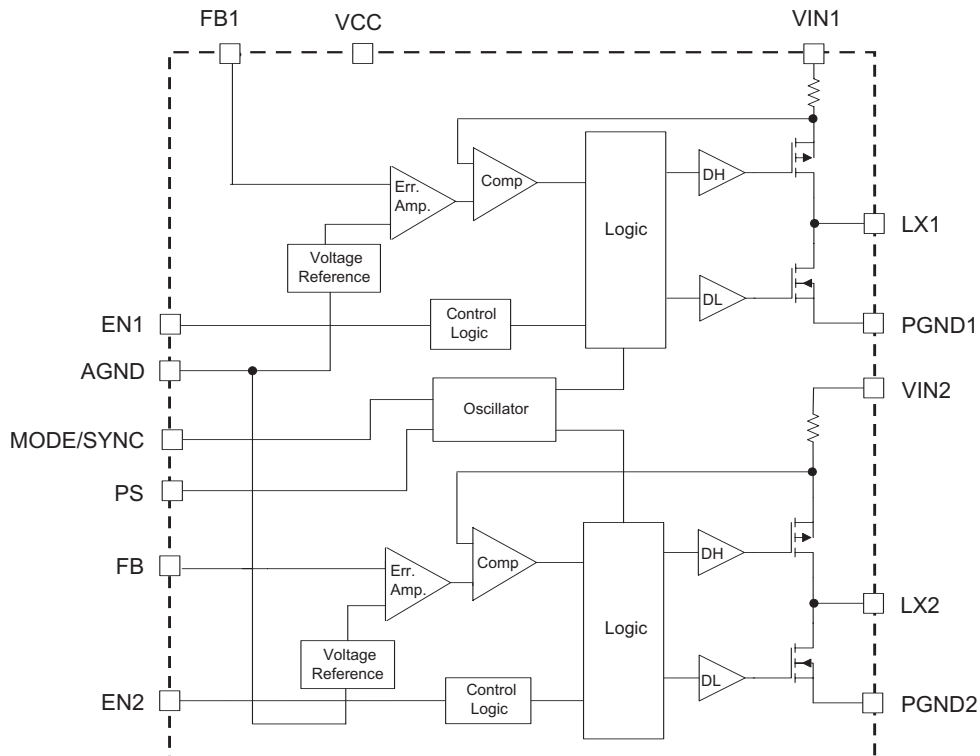 FB1
VCC
VIN1
Err.
Amp.
Comp
Logic
DH
LX1
Voltage
Reference
DL
EN1
Control
Logic
PGND1
AGND
VIN2
Oscillator
MODE/SYNC
PS
Err.
Amp.
Comp
DH
FB
LX2
Logic
Voltage
Reference
DL
EN2
Control
Logic
PGND2